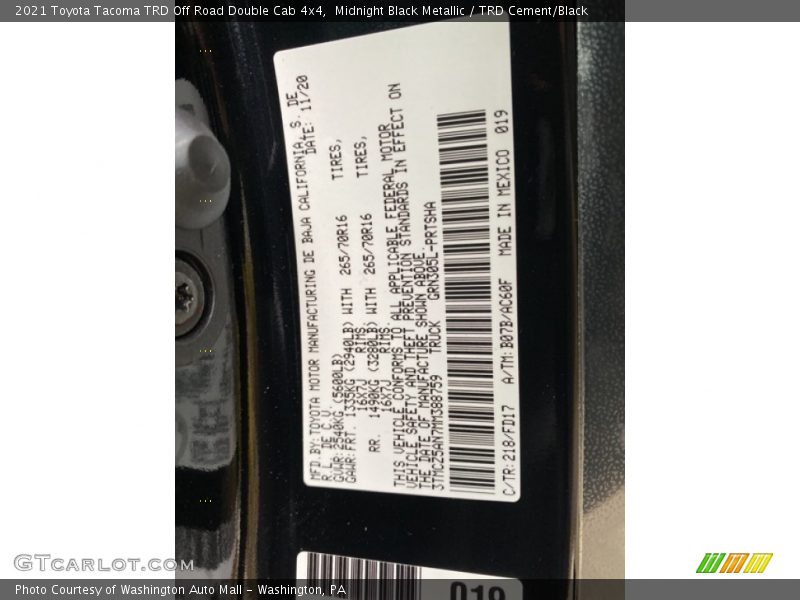 2021 Toyota Tacoma TRD Off Road Double Cab 4x4, Midnight Black Metallic / TRD Cement/Black
MFD.BY:TOYOTA MOTOR MANUFACTURING DE BAJA CALIFORNIA S. DE
R.L. DE C.V. DATE: 11/20
GVWR:2540KG(5600LB)
GAWR:FRT. 1335KG(2940LB) WITH 265/70R16 TIRES,
16X7J RIMS
RR. 1490KG (3280LB) WITH 265/70R16 TIRES,
16X7J RIMS.
THIS VEHICLE CONFORMS TO ALL APPLICABLE FEDERAL MOTOR
VEHICLE SAFETY AND THEFT PREVENTION STANDARDS IN EFFECT ON
THE DATE OF MANUFACTURE SHOWN ABOVE.
3TMCZ5AN7MM388759 TRUCK GRN305L-PRTSHA
C/TR:218/FD17 A/TM:B07B/AC60F MADE IN MEXICO 019
019
GTcarlot.com
Photo Courtesy of Washington Auto Mall - Washington, PA